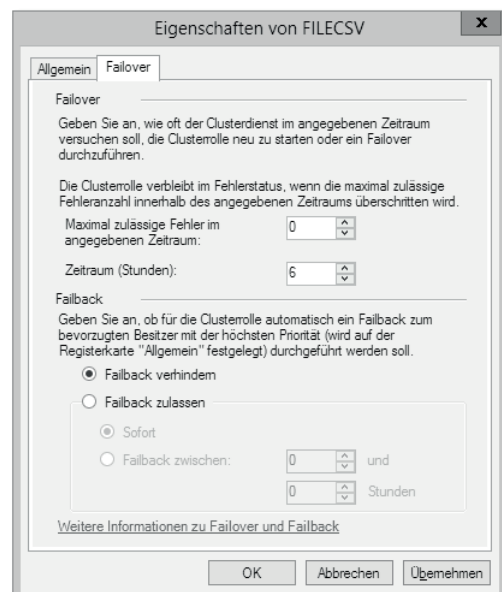 Eigenschaften von FILECSV
x
Allgemein
Failover
Failover
Geben Sie an, wie oft der Clusterdienst im angegebenen Zeitraum
versuchen soll, die Clusterrolle neu zu starten oder ein Failover
durchzuführen.
Die Clusterrolle verbleibt im Fehlerstatus, wenn die maximal zulässige
Fehleranzahl innerhalb des angegebenen Zeitraums überschritten wird.
Maximal zulässige Fehler im
angegebenen Zeitraum:
0
Zeitraum (Stunden):
6
Failback
Geben Sie an, ob für die Clusterrolle automatisch ein Failback zum
bevorzugten Besitzer mit der höchsten Priorität (wird auf der
Registerkarte "Allgemein" festgelegt) durchgeführt werden soll.
Failback verhindern
Failback zulassen
Sofort
Failback zwischen:
0
und
0
Stunden
Weitere Informationen zu Failover und Failback
OK
Abbrechen
Übernehmen